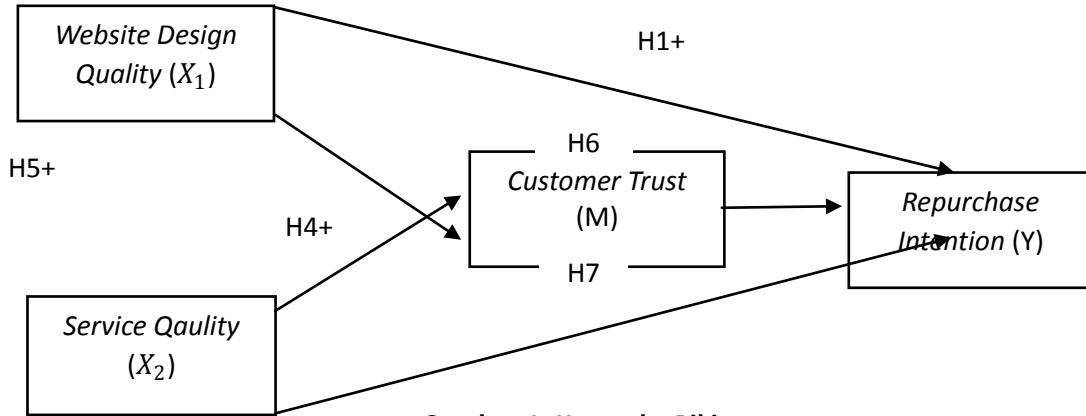 Website Design
Quality (X₁)
H1+
H5+
H6
Customer Trust
(M)
Repurchase
Intention (Y)
H4+
H7
Service Qaulity
(X₂)